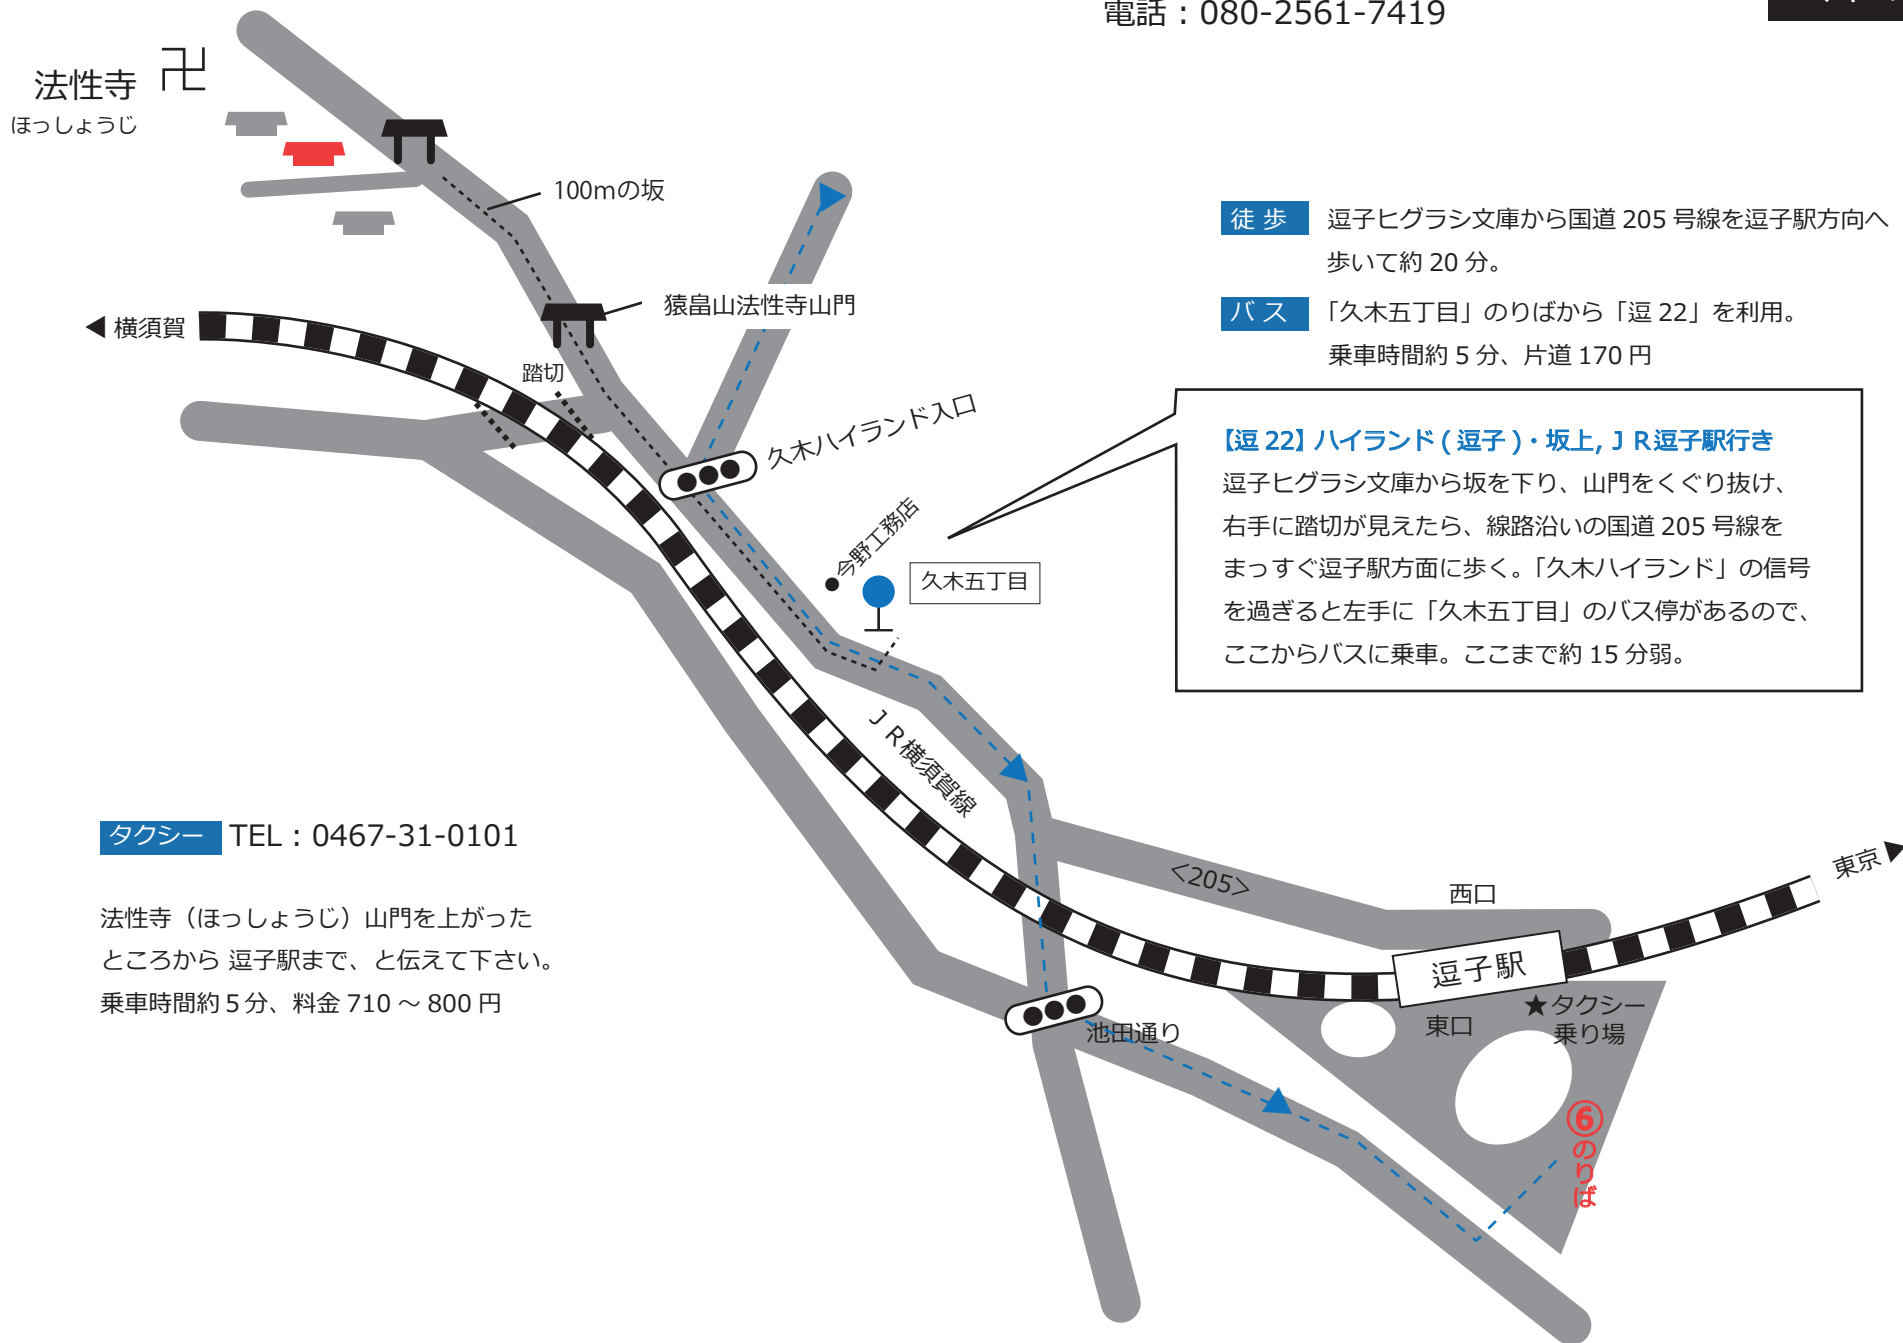 電話：080-2561-7419
法性寺
ほっしょうじ
100mの坂
徒 歩 逗子ヒグラシ文庫から国道 205 号線を逗子駅方向へ
歩いて約 20 分。
バ ス 「久木五丁目」のりばから「逗 22」を利用。
乗車時間約 5 分、片道 170 円
猿畠山法性寺山門
◀ 横須賀
踏切
久木ハイランド入口
【逗 22】ハイランド ( 逗子 )・坂上, ＪＲ逗子駅行き
逗子ヒグラシ文庫から坂を下り、山門をくぐり抜け、
右手に踏切が見えたら、線路沿いの国道 205 号線を
まっすぐ逗子駅方面に歩く。「久木ハイランド」の信号
を過ぎると左手に「久木五丁目」のバス停があるので、
ここからバスに乗車。ここまで約 15 分弱。
今野工務店
久木五丁目
ＪＲ横須賀線
タクシー TEL：0467-31-0101
法性寺（ほっしょうじ）山門を上がった
ところから 逗子駅まで、と伝えて下さい。
乗車時間約 5 分、料金 710 ～ 800 円
<205>
西口
東京 ▶
逗子駅
東口
★タクシー
乗り場
池田通り
⑥のりば